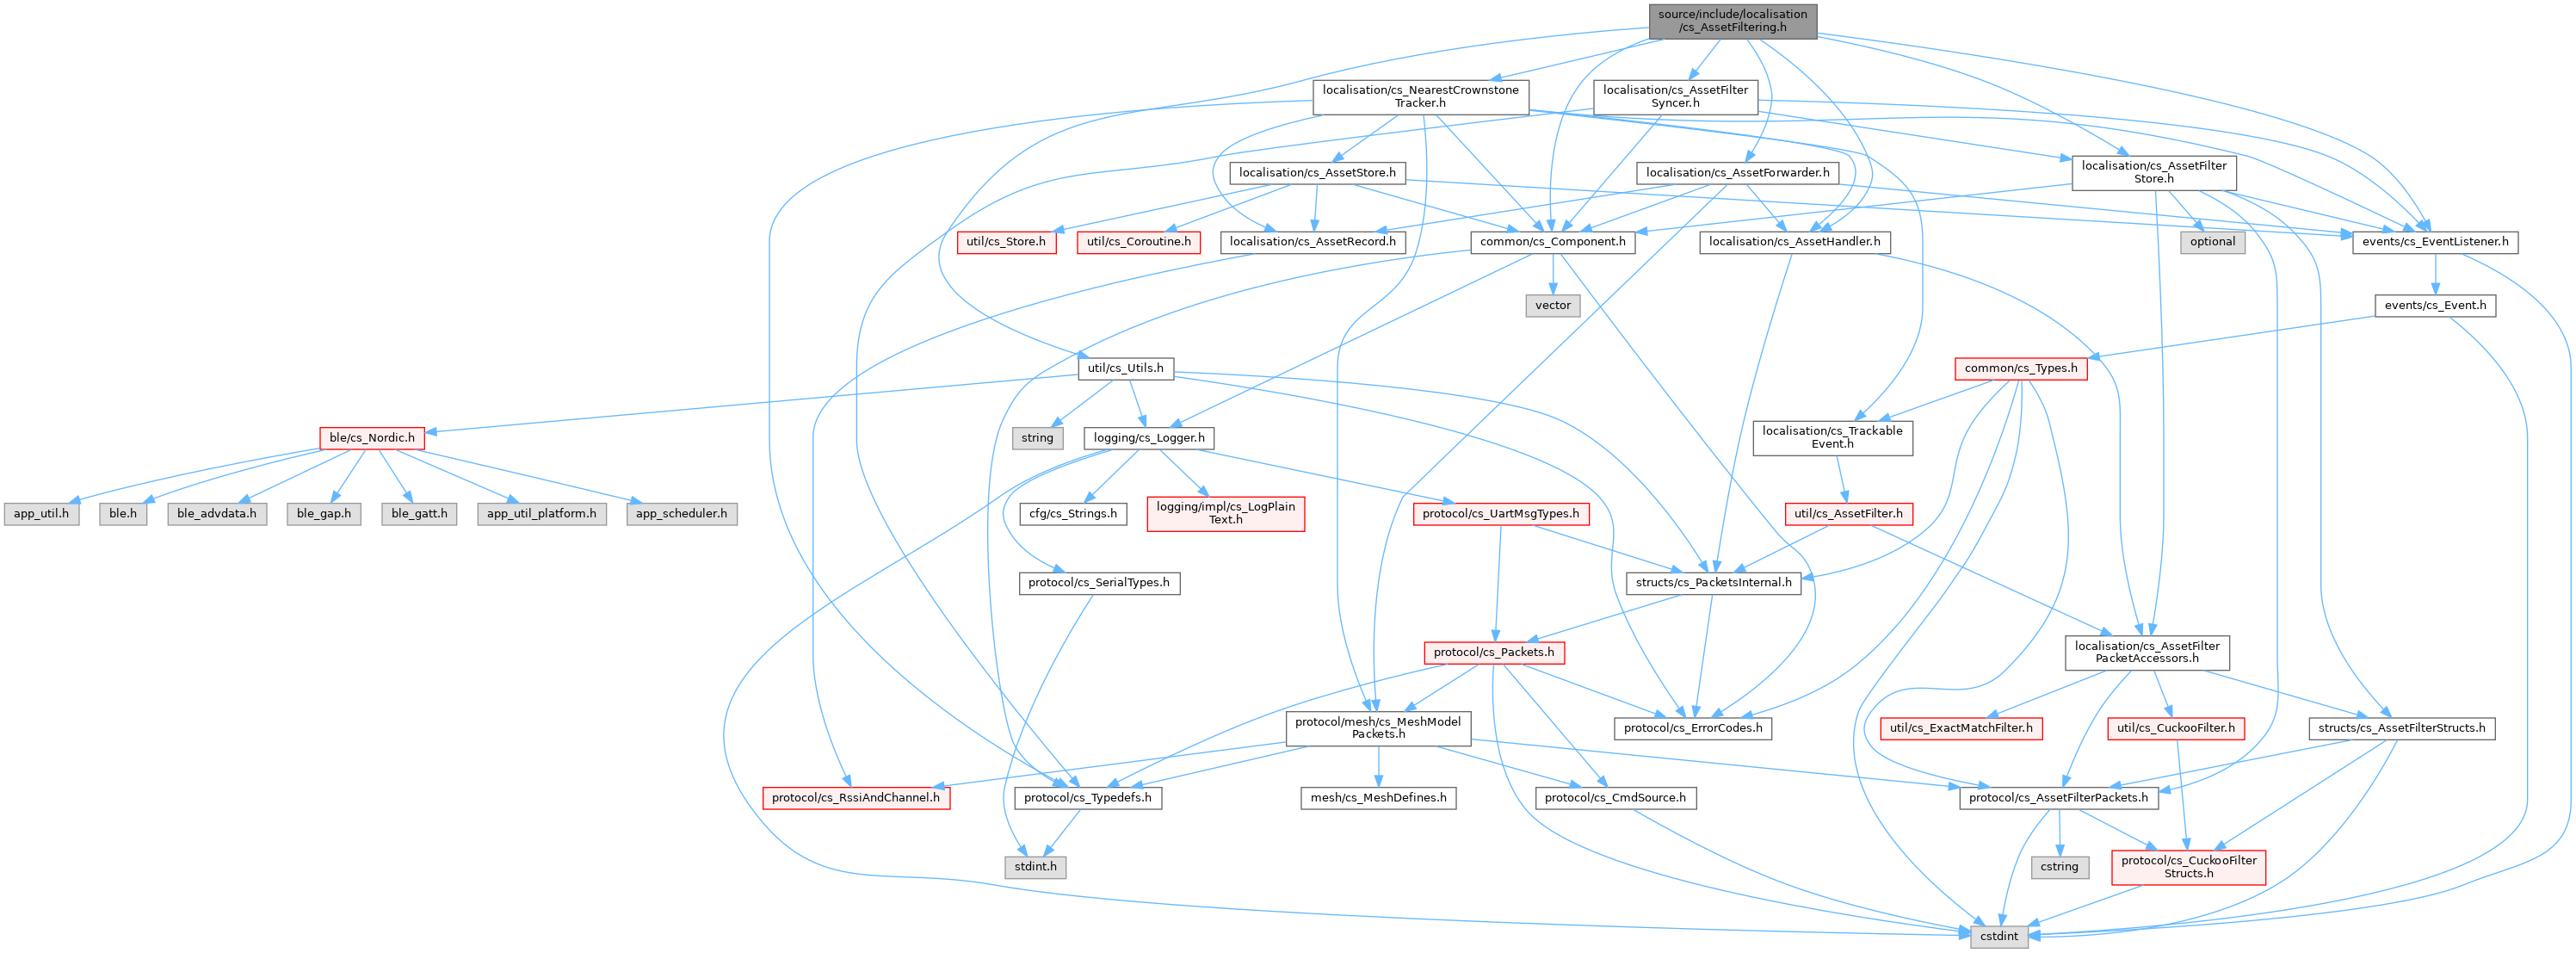 source/include/localisation
/cs_AssetFiltering.h
localisation/cs_NearestCrownstone
Tracker.h
localisation/cs_AssetFilter
Syncer.h
localisation/cs_AssetStore.h
localisation/cs_AssetForwarder.h
localisation/cs_AssetFilter
Store.h
util/cs_Store.h
util/cs_Coroutine.h
localisation/cs_AssetRecord.h
common/cs_Component.h
localisation/cs_AssetHandler.h
optional
events/cs_EventListener.h
vector
events/cs_Event.h
util/cs_Utils.h
common/cs_Types.h
ble/cs_Nordic.h
string
logging/cs_Logger.h
localisation/cs_Trackable
Event.h
app_util.h
ble.h
ble_advdata.h
ble_gap.h
ble_gatt.h
app_util_platform.h
app_scheduler.h
cfg/cs_Strings.h
logging/impl/cs_LogPlain
Text.h
protocol/cs_UartMsgTypes.h
util/cs_AssetFilter.h
protocol/cs_SerialTypes.h
structs/cs_PacketsInternal.h
protocol/cs_Packets.h
localisation/cs_AssetFilter
PacketAccessors.h
protocol/mesh/cs_MeshModel
Packets.h
protocol/cs_ErrorCodes.h
util/cs_ExactMatchFilter.h
util/cs_CuckooFilter.h
structs/cs_AssetFilterStructs.h
protocol/cs_RssiAndChannel.h
protocol/cs_Typedefs.h
mesh/cs_MeshDefines.h
protocol/cs_CmdSource.h
protocol/cs_AssetFilterPackets.h
stdint.h
cstring
protocol/cs_CuckooFilter
Structs.h
cstdint